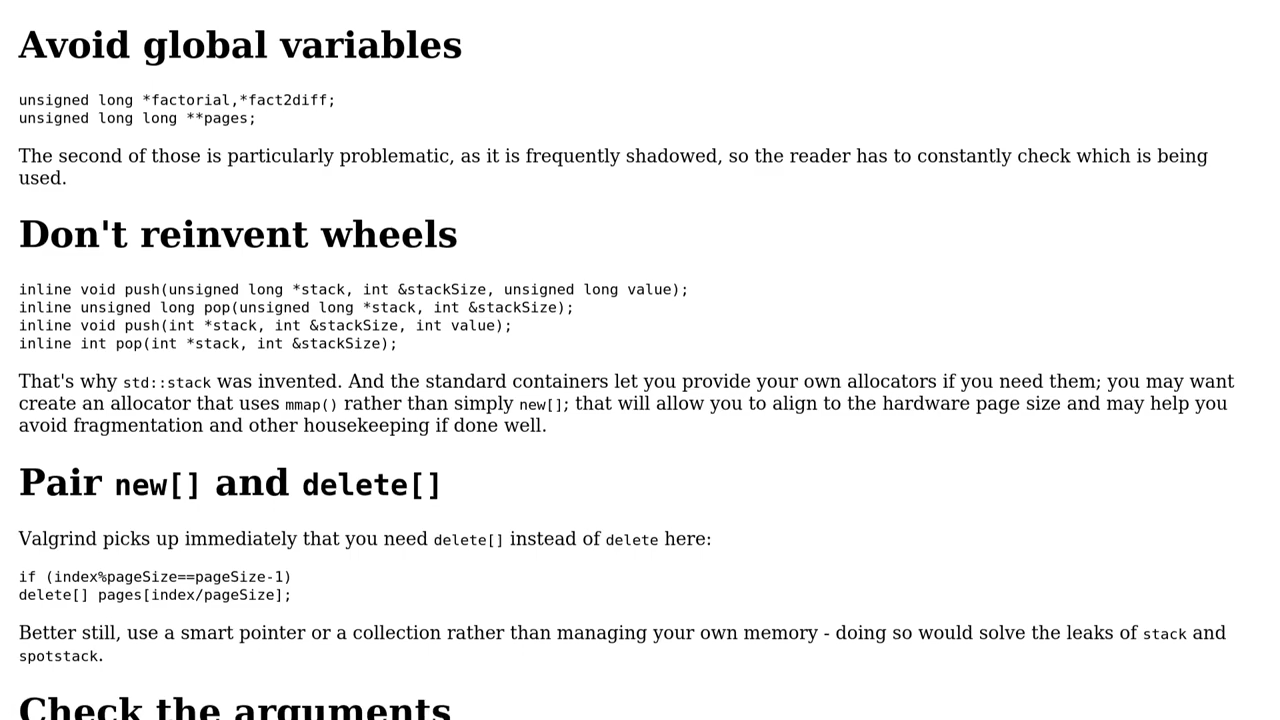 Avoid global variables
unsigned long *factorial,*fact2diff;
unsigned long long **pages;
The second of those is particularly problematic, as it is frequently shadowed, so the reader has to constantly check which is being
used.
Don't reinvent wheels
inline void push(unsigned long *stack, int &stackSize, unsigned long value);
inline unsigned long pop(unsigned long *stack, int &stackSize);
inline void push(int *stack, int &stackSize, int value);
inline int pop(int *stack, int &stackSize);
That's why std::stack was invented. And the standard containers let you provide your own allocators if you need them; you may want
create an allocator that uses mmap() rather than simply new[]; that will allow you to align to the hardware page size and may help you
avoid fragmentation and other housekeeping if done well.
Pair new[] and delete[]
Valgrind picks up immediately that you need delete[] instead of delete here:
if (index%pageSize==pageSize-1)
delete[] pages[index/pageSize];
Better still, use a smart pointer or a collection rather than managing your own memory - doing so would solve the leaks of stack and
spotstack.
Check the arguments